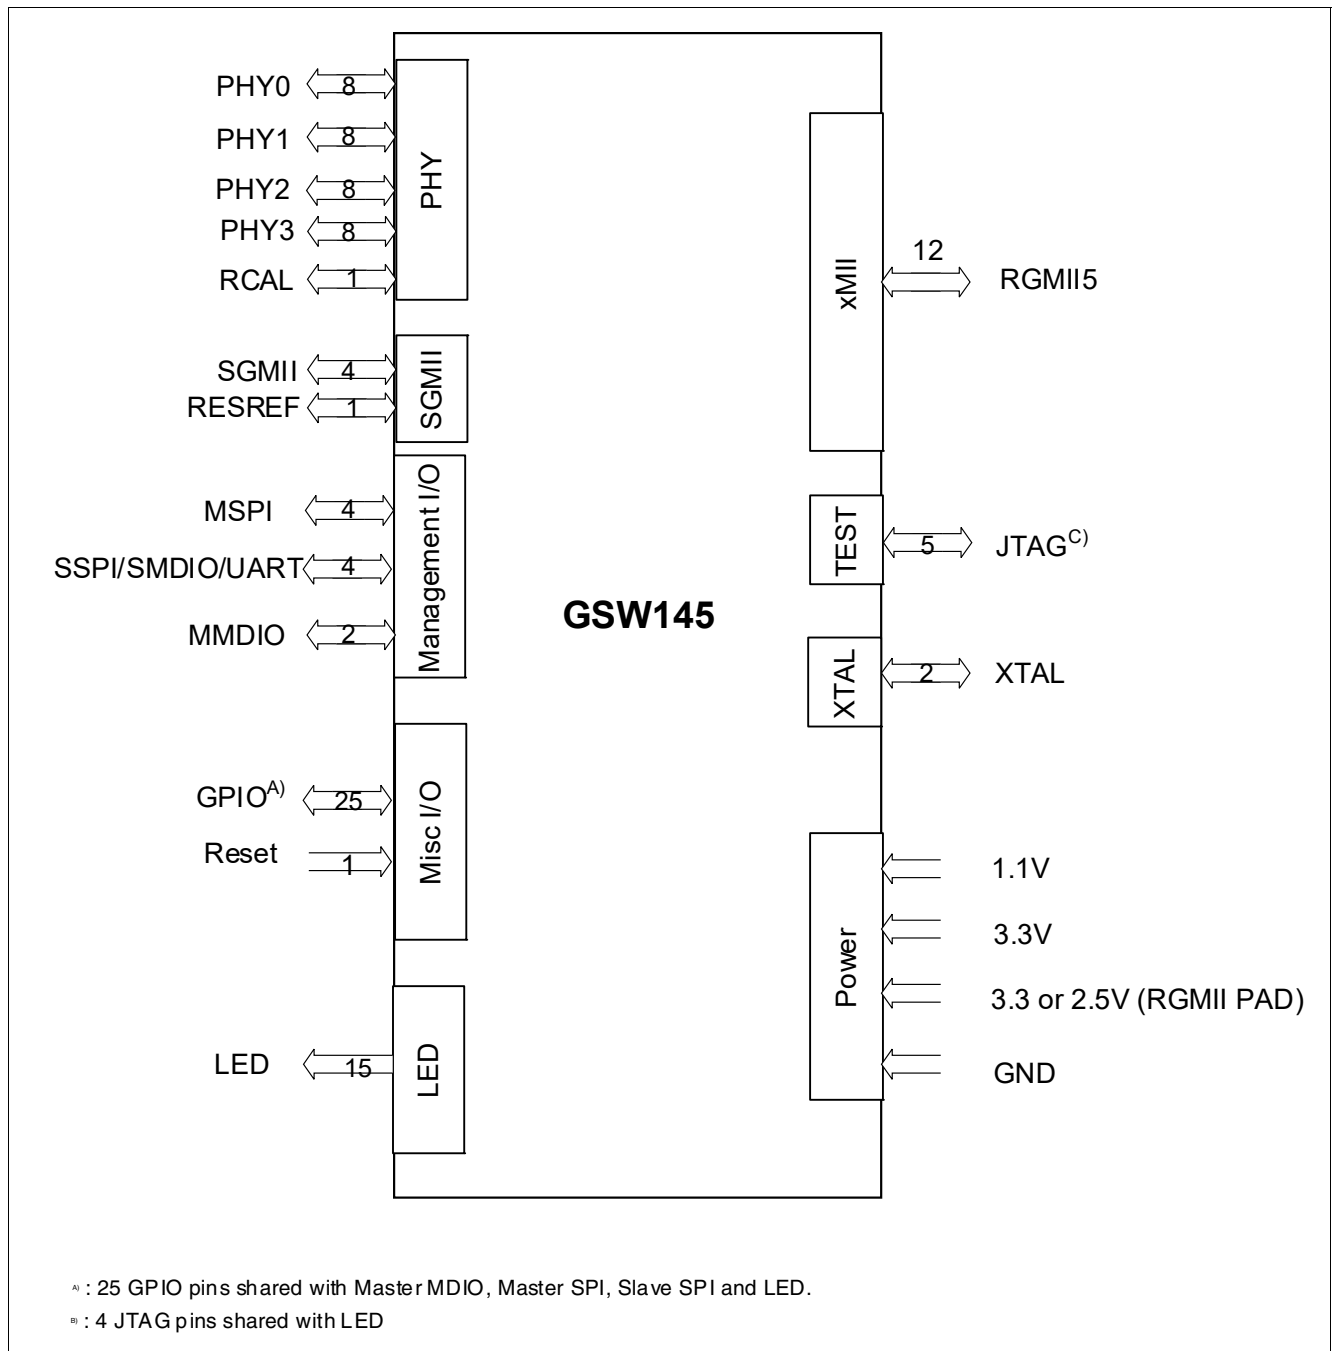 PHY0 8
PHY1 8
PHY2 8
PHY3 8
RCAL 1
PHY
SGMII 4
RESREF 1
SGMII
MSPI 4
SSPI/SMDIO/UART 4
MMDIO 2
Management I/O
GPIO A) 25
Reset 1
Misc I/O
LED 15
LED
GSW145
xMII
12
RGMII5
TEST
5 JTAG C)
XTAL
2 XTAL
Power
1.1V
3.3V
3.3 or 2.5V (RGMII PAD)
GND
A) : 25 GPIO pins shared with Master MDIO, Master SPI, Slave SPI and LED.
B) : 4 JTAG pins shared with LED